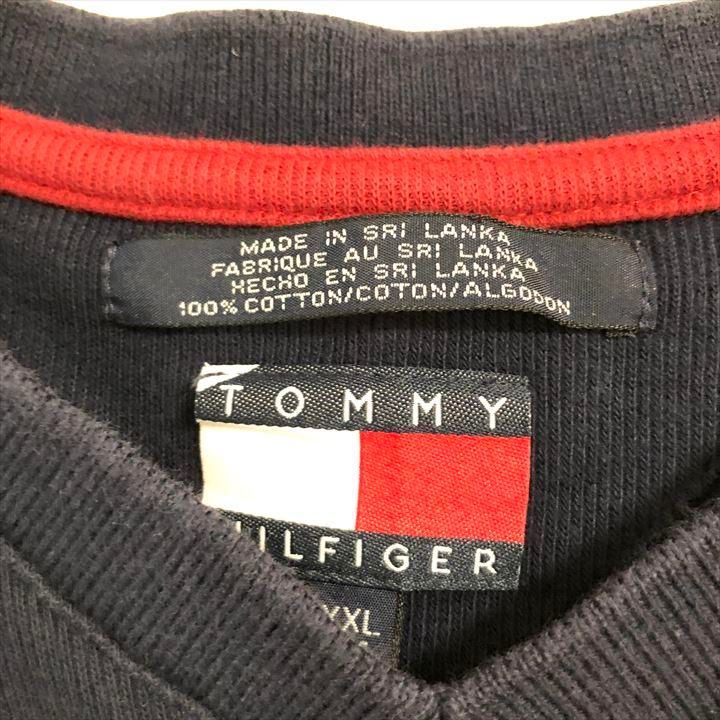 MADE IN SRI LANKA
FABRIQUE AU SRI LANKA
HECHO EN SRI LANKA
100% COTTON/COTON/ALGODON
TOMMY
HILFIGER
XXL